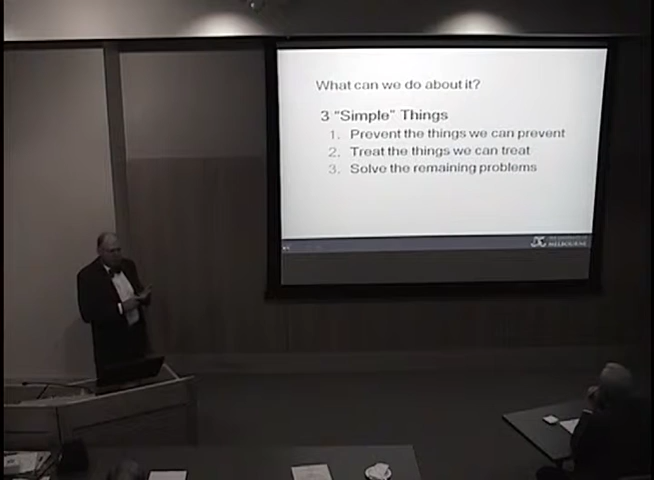 What can we do about it?
3 "Simple" Things
1. Prevent the things we can prevent
2. Treat the things we can treat
3. Solve the remaining problems
MELBOURNE